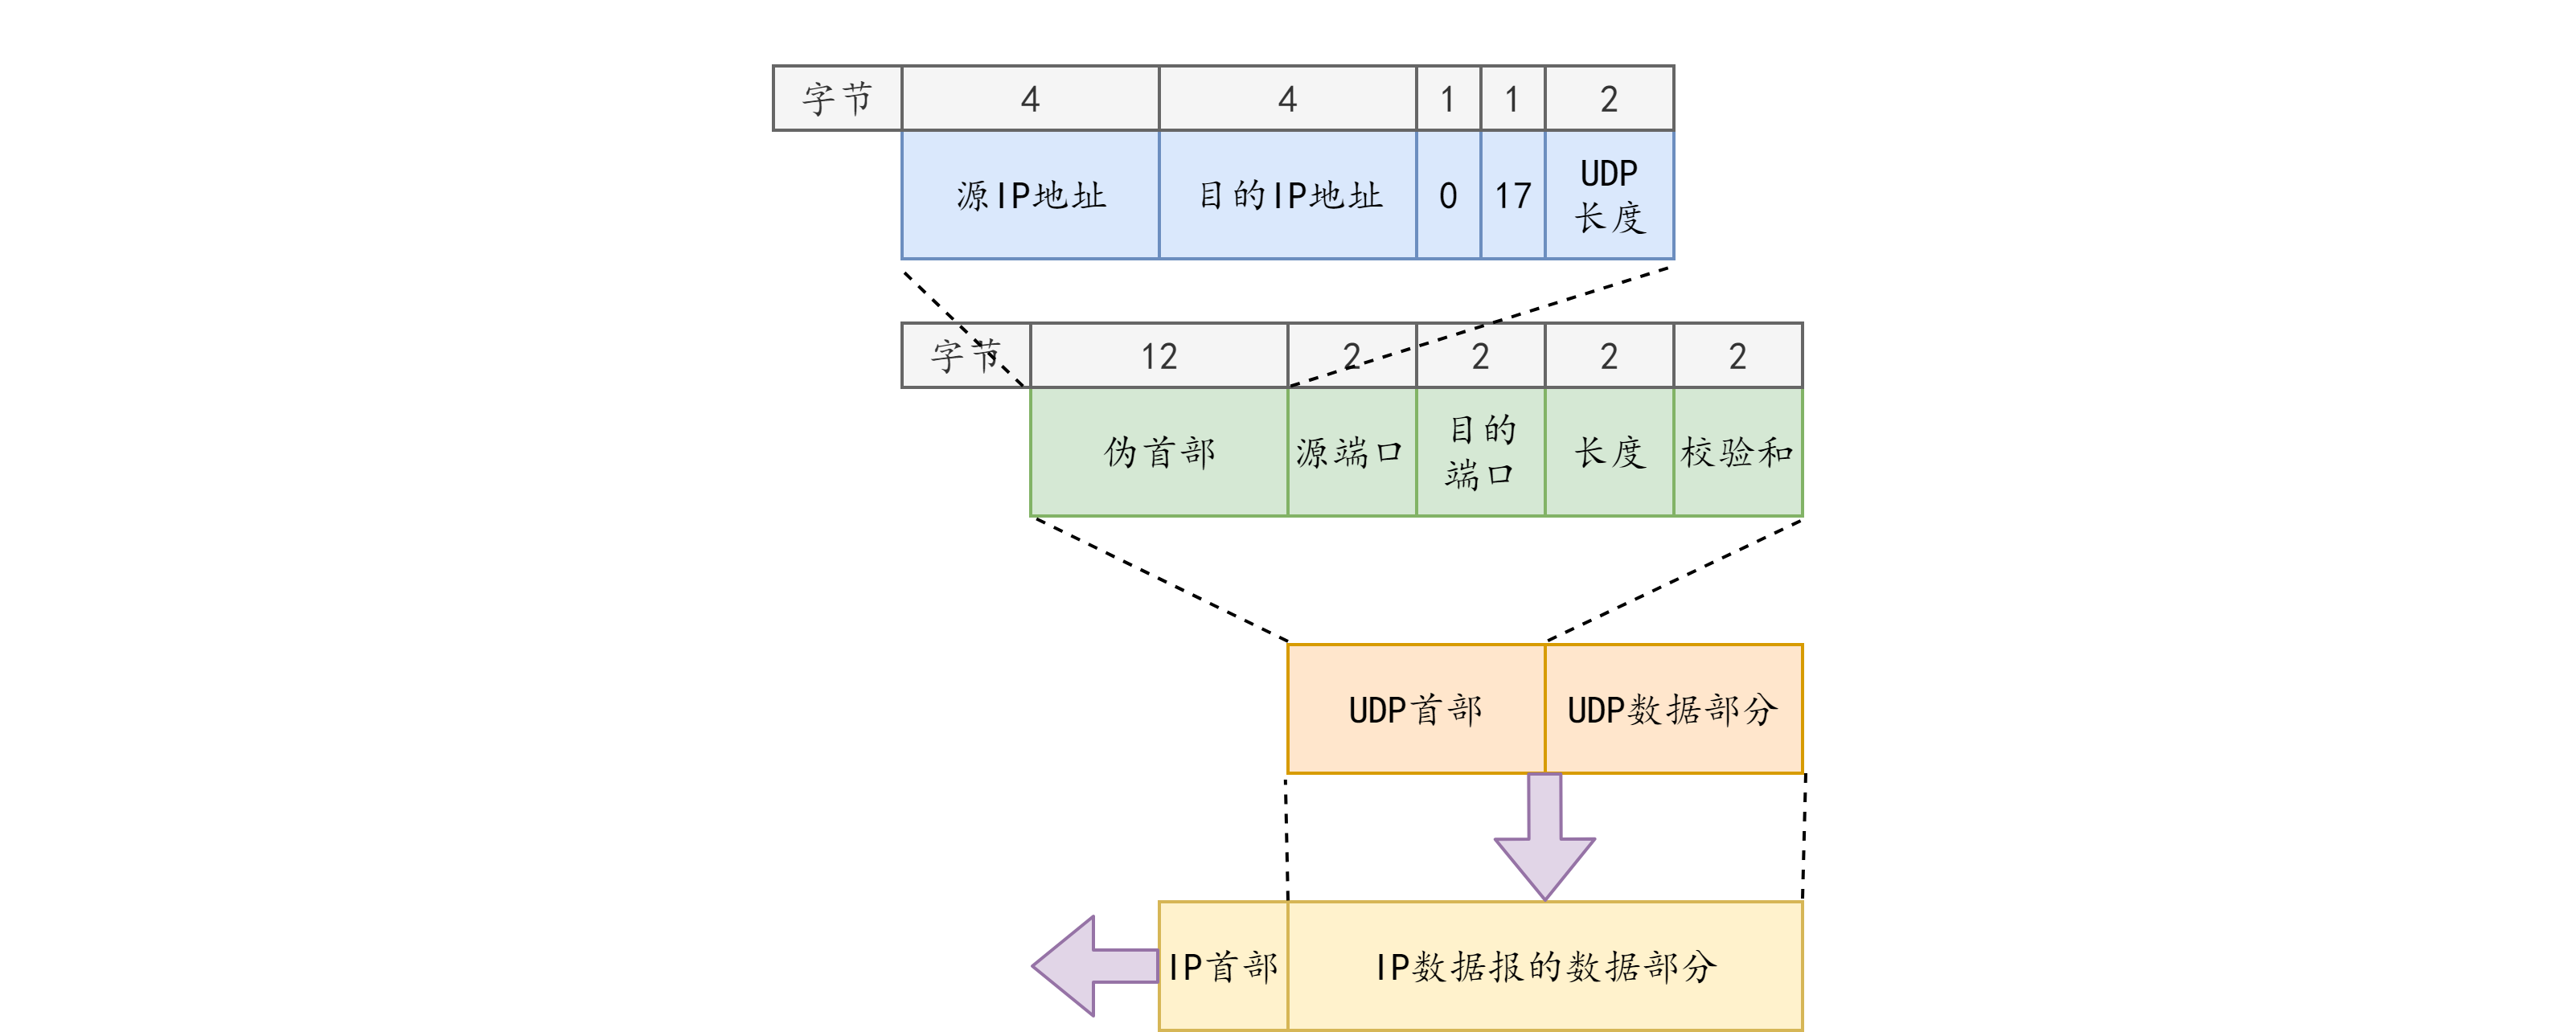 字节 4 4 1 1 2
源IP地址 目的IP地址 0 17 UDP
长度
字节 12 2 2 2 2
伪首部 源端口 目的
端口 长度 校验和
UDP首部 UDP数据部分
IP首部 IP数据报的数据部分